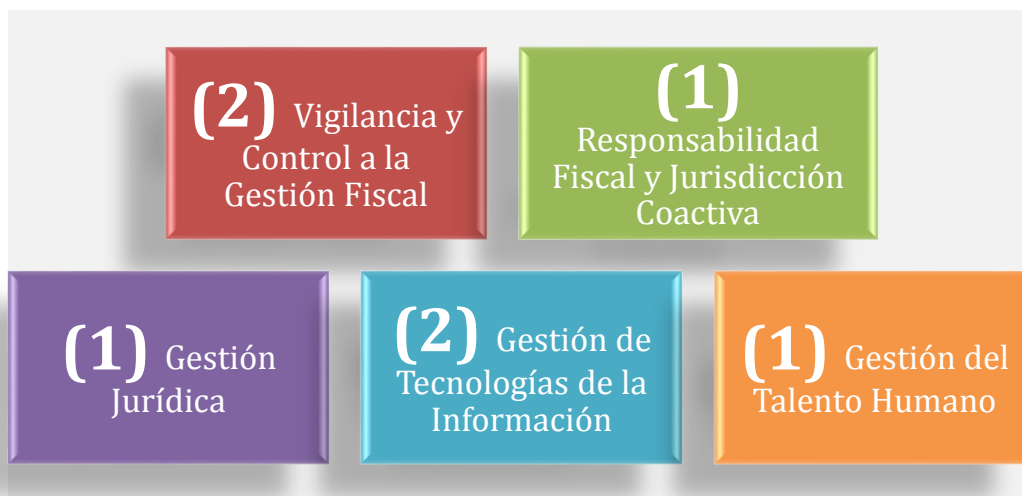 (2) Vigilancia y
Control a la
Gestión Fiscal
(1)
Responsabilidad
Fiscal y Jurisdicción
Coactiva
(1) Gestión
Jurídica
(2) Gestión de
Tecnologías de la
Información
(1) Gestión del
Talento Humano